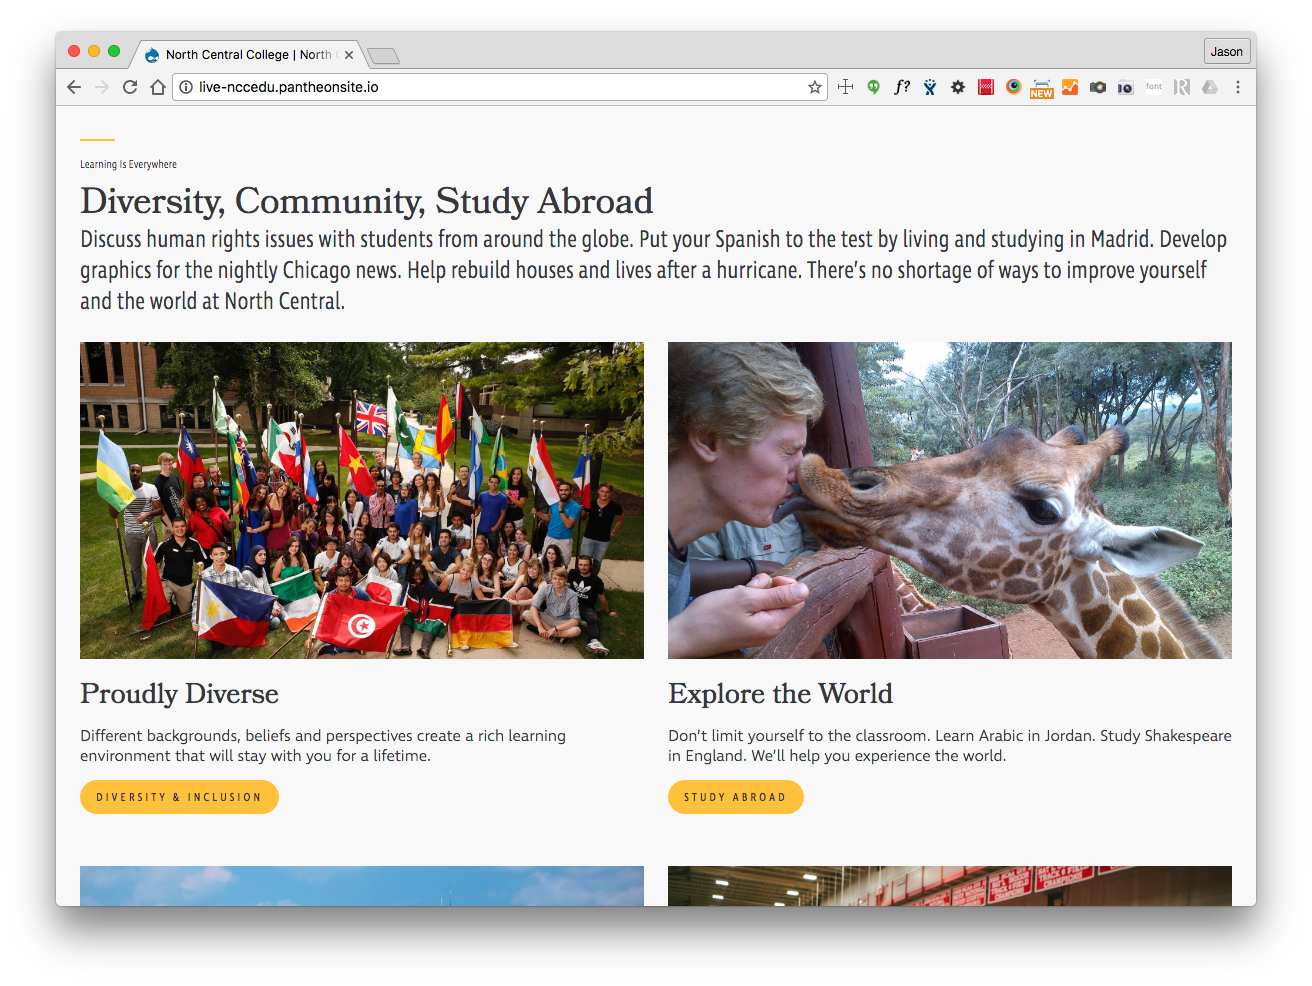 North Central College | North C
Jason
live-nccedu.pantheonsite.io
f?
NEW
font
Learning Is Everywhere
Diversity, Community, Study Abroad
Discuss human rights issues with students from around the globe. Put your Spanish to the test by living and studying in Madrid. Develop
graphics for the nightly Chicago news. Help rebuild houses and lives after a hurricane. There’s no shortage of ways to improve yourself
and the world at North Central.
Proudly Diverse
Explore the World
Different backgrounds, beliefs and perspectives create a rich learning
environment that will stay with you for a lifetime.
Don’t limit yourself to the classroom. Learn Arabic in Jordan. Study Shakespeare
in England. We’ll help you experience the world.
DIVERSITY & INCLUSION
STUDY ABROAD
TRACK & FIELD
CHAMPIONS